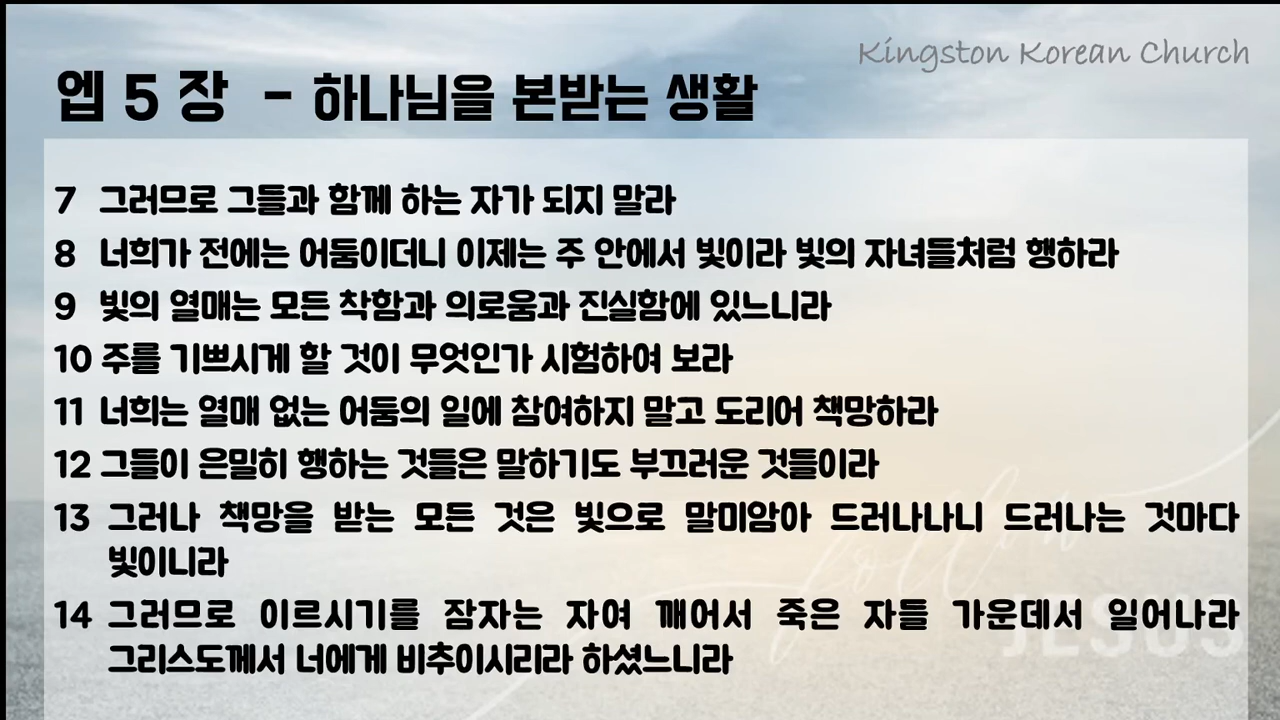 Kingston Korean Church
엡 5 장 - 하나님을 본받는 생활
7 그러므로 그들과 함께 하는 자가 되지 말라
8 너희가 전에는 어둠이더니 이제는 주 안에서 빛이라 빛의 자녀들처럼 행하라
9 빛의 열매는 모든 착함과 의로움과 진실함에 있느니라
10 주를 기쁘시게 할 것이 무엇인가 시험하여 보라
11 너희는 열매 없는 어둠의 일에 참여하지 말고 도리어 책망하라
12 그들이 은밀히 행하는 것들은 말하기도 부끄러운 것들이라
13 그러나 책망을 받는 모든 것은 빛으로 말미암아 드러나나니 드러나는 것마다
빛이니라
14 그러므로 이르시기를 잠자는 자여 깨어서 죽은 자들 가운데서 일어나라
그리스도께서 너에게 비추이시리라 하셨느니라
follow
JESUS